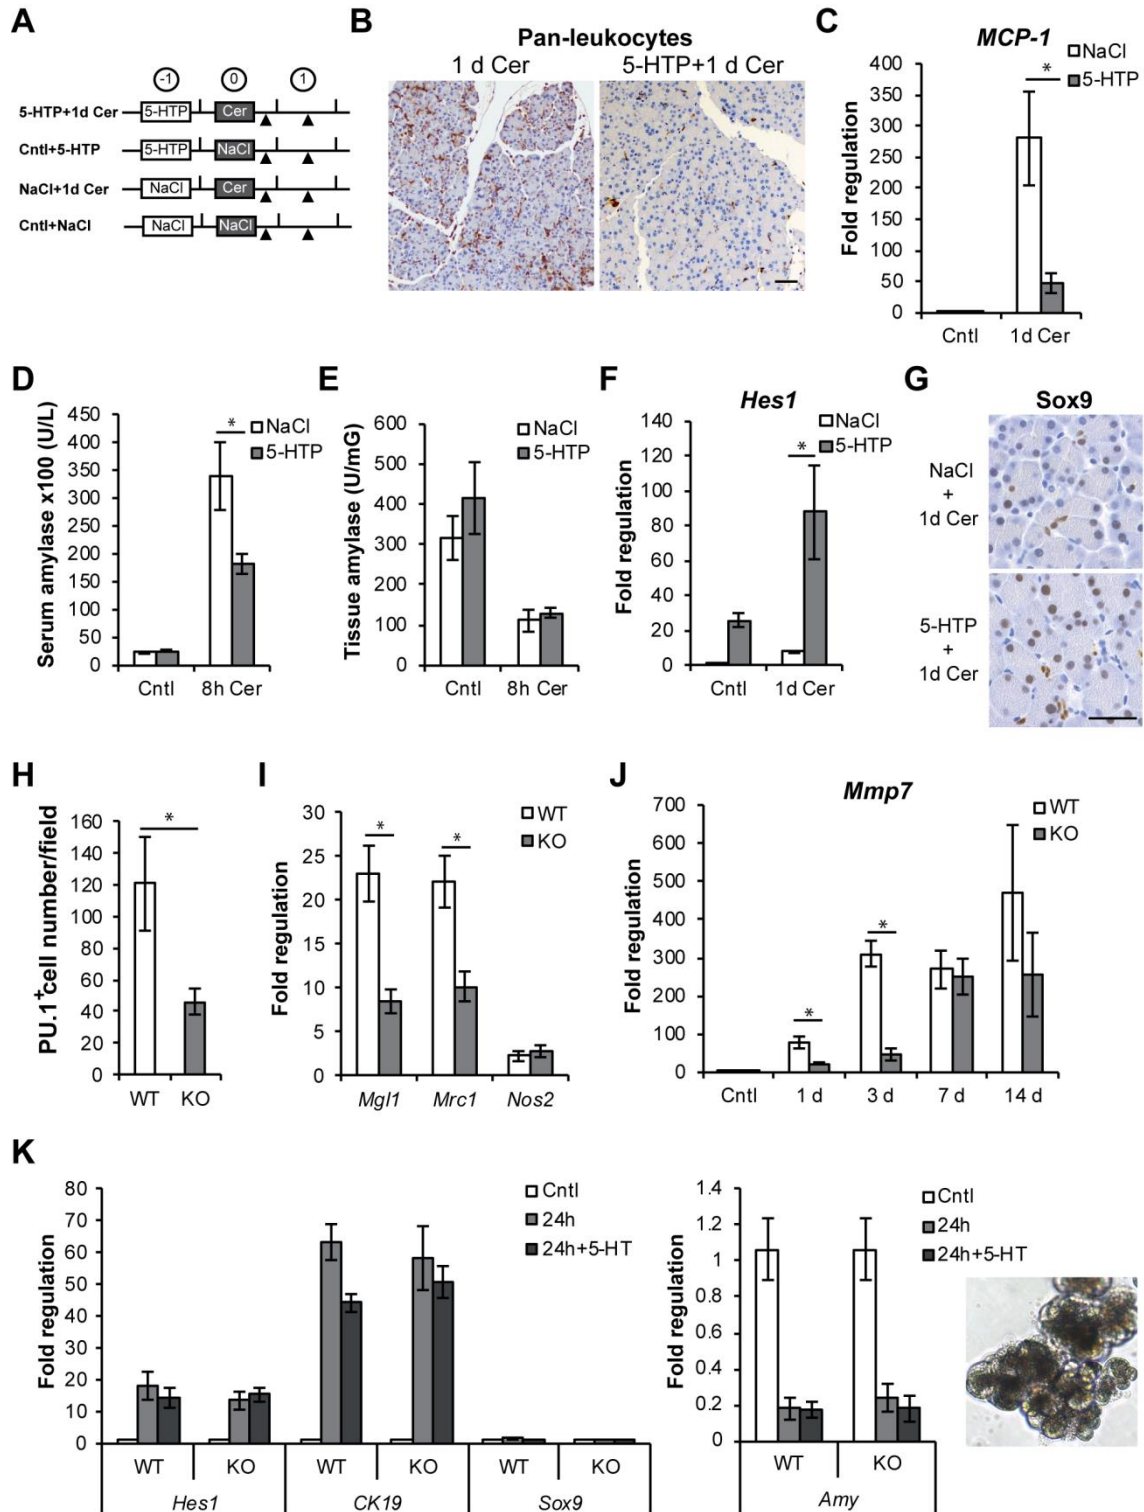 A
-1 0 1
5-HTP+1d Cer 5-HTP Cer
Cntl+5-HTP 5-HTP NaCl
NaCl+1d Cer NaCl Cer
Cntl+NaCl NaCl NaCl
B
Pan-leukocytes
1 d Cer 5-HTP+1 d Cer
C
MCP-1
NaCl
5-HTP
*
Fold regulation
400
350
300
250
200
150
100
50
0
Cntl 1d Cer
D
Serum amylase x100 (U/L)
450
400
350
300
250
200
150
100
50
0
*
NaCl
5-HTP
Cntl 8h Cer
E
Tissue amylase (U/mG)
600
500
400
300
200
100
0
NaCl
5-HTP
Cntl 8h Cer
F
Hes1
Fold regulation
140
120
100
80
60
40
20
0
*
NaCl
5-HTP
Cntl 1d Cer
G
Sox9
NaCl
+
1d Cer
5-HTP
+
1d Cer
H
PU.1+cell number/field
160
140
120
100
80
60
40
20
0
*
WT KO
I
Fold regulation
30
25
20
15
10
5
0
* *
WT
KO
Mgl1 Mrc1 Nos2
J
Mmp7
Fold regulation
700
600
500
400
300
200
100
0
* *
WT
KO
Cntl 1 d 3 d 7 d 14 d
K
Fold regulation
80
70
60
50
40
30
20
10
0
Cntl
24h
24h+5-HT
WT KO WT KO WT KO
Hes1 CK19 Sox9
Fold regulation
1.4
1.2
1
0.8
0.6
0.4
0.2
0
Cntl
24h
24h+5-HT
WT KO
Amy